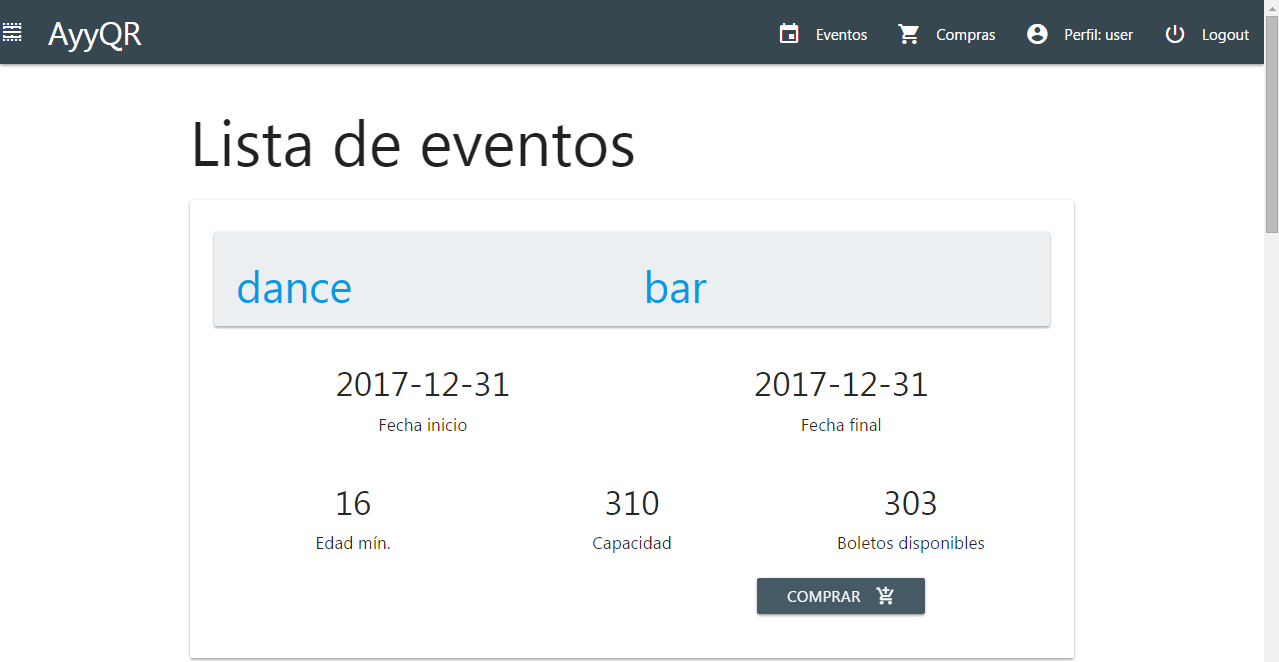 AyyQR Eventos Compras Perfil: user Logout
Lista de eventos
dance bar
2017-12-31 2017-12-31
Fecha inicio Fecha final
16 310 303
Edad mín. Capacidad Boletos disponibles
COMPRAR